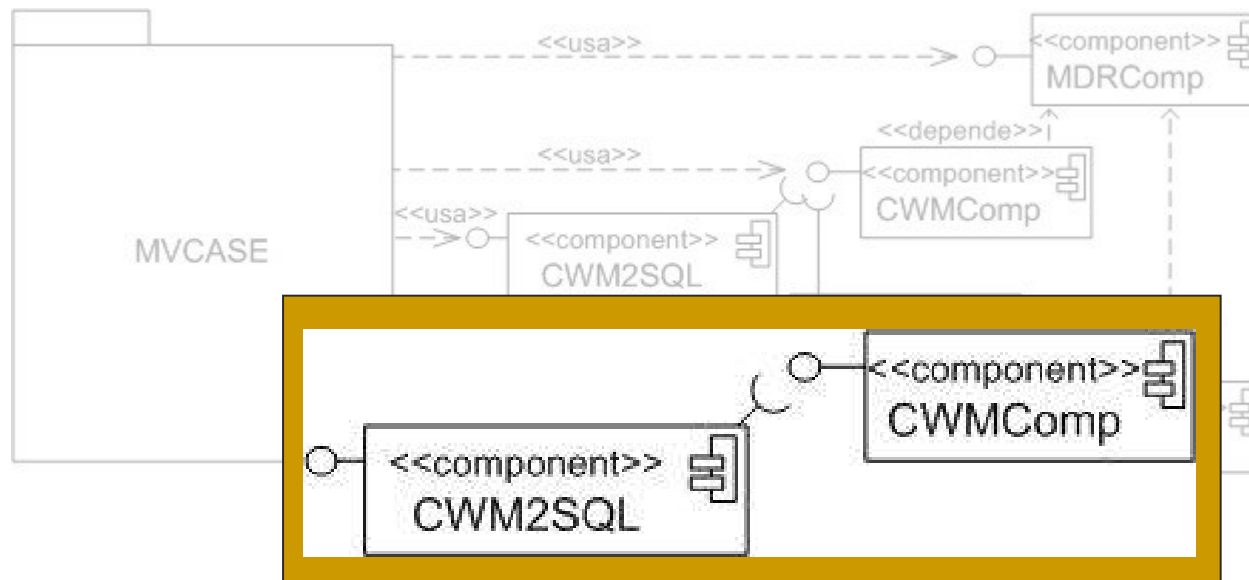 <<usa>>
<<component>>
MDRComp
<<depende>>
<<usa>>
<<component>>
CWMComp
<<usa>>
<<component>>
CWM2SQL
MVCASE
<<component>>
CWMComp
<<component>>
CWM2SQL